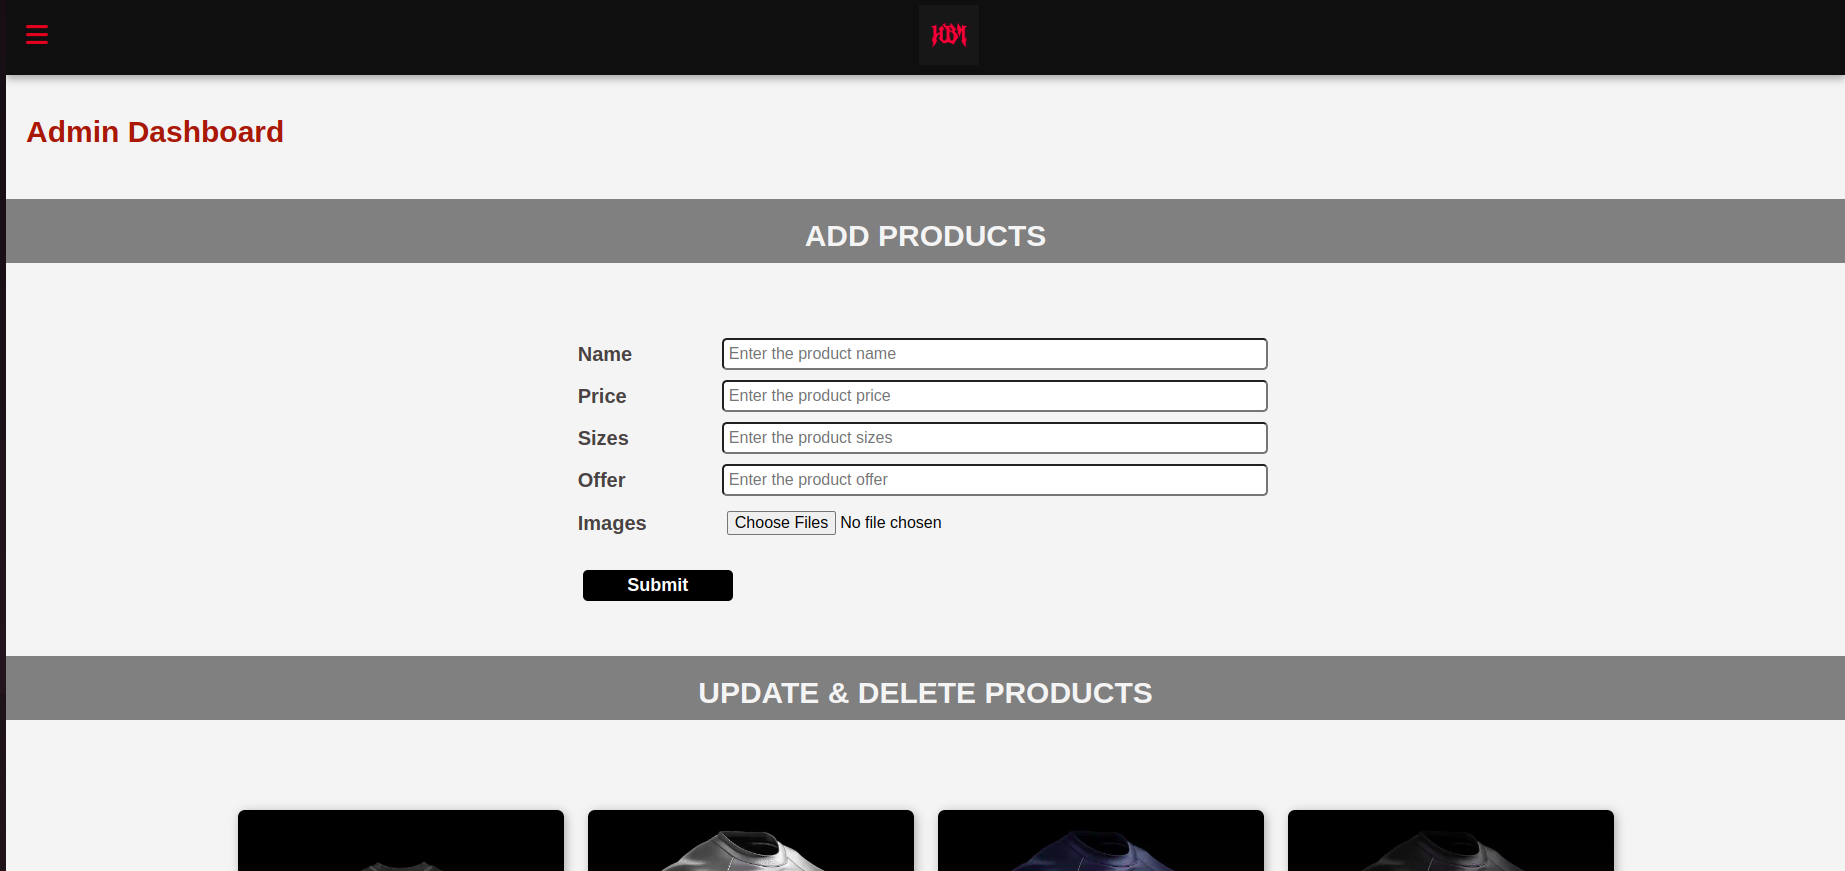 HBM
Admin Dashboard
ADD PRODUCTS
Name
Enter the product name
Price
Enter the product price
Sizes
Enter the product sizes
Offer
Enter the product offer
Images
Choose Files No file chosen
Submit
UPDATE & DELETE PRODUCTS